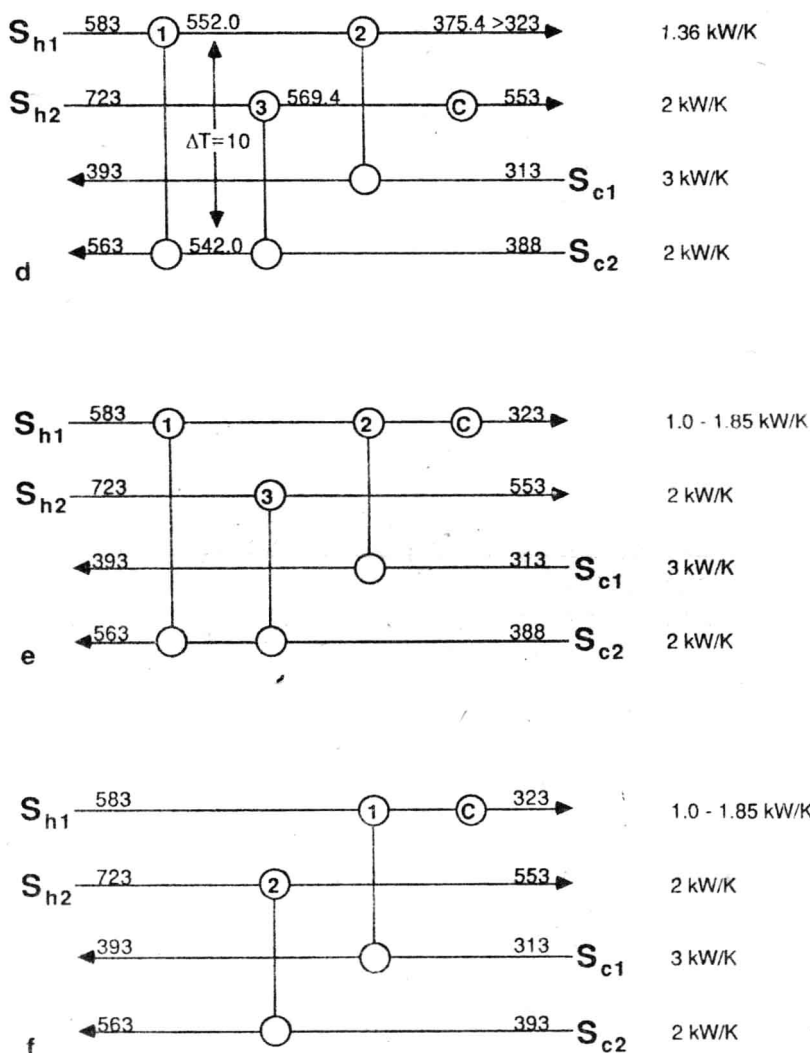 Sh1 583 1 552.0 2 375.4 >323 1.36 kW/K
Sh2 723 3 569.4 C 553 2 kW/K
ΔT=10
393 313 Sc1 3 kW/K
563 542.0 388 Sc2 2 kW/K
d
Sh1 583 1 2 C 323 1.0 - 1.85 kW/K
Sh2 723 3 553 2 kW/K
393 313 Sc1 3 kW/K
563 388 Sc2 2 kW/K
e
Sh1 583 1 C 323 1.0 - 1.85 kW/K
Sh2 723 2 553 2 kW/K
393 313 Sc1 3 kW/K
563 393 Sc2 2 kW/K
f